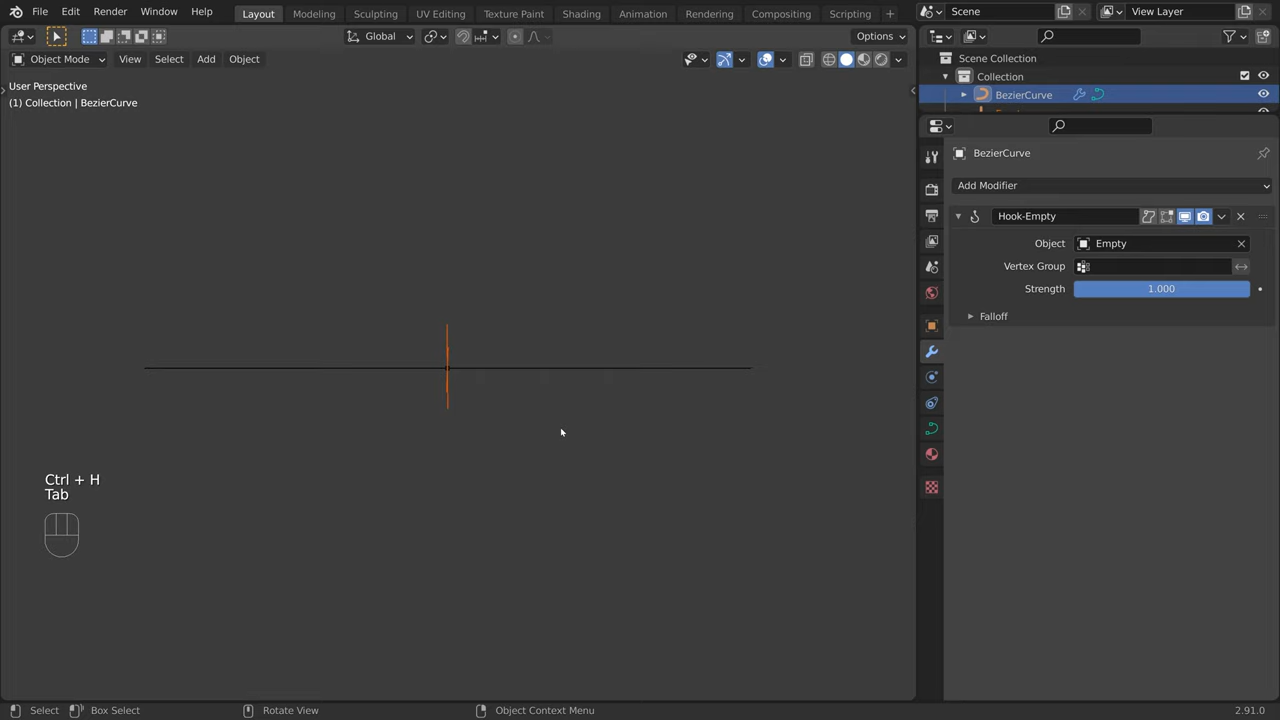 File Edit Render Window Help Layout Modeling Sculpting UV Editing Texture Paint Shading Animation Rendering Compositing Scripting + Scene View Layer
Global Options
Object Mode View Select Add Object
User Perspective
(1) Collection | BezierCurve
Scene Collection
Collection
BezierCurve
BezierCurve
Add Modifier
Hook-Empty
Object Empty
Vertex Group
Strength 1.000
Falloff
Ctrl + H
Tab
Select Box Select Rotate View Object Context Menu 2.91.0